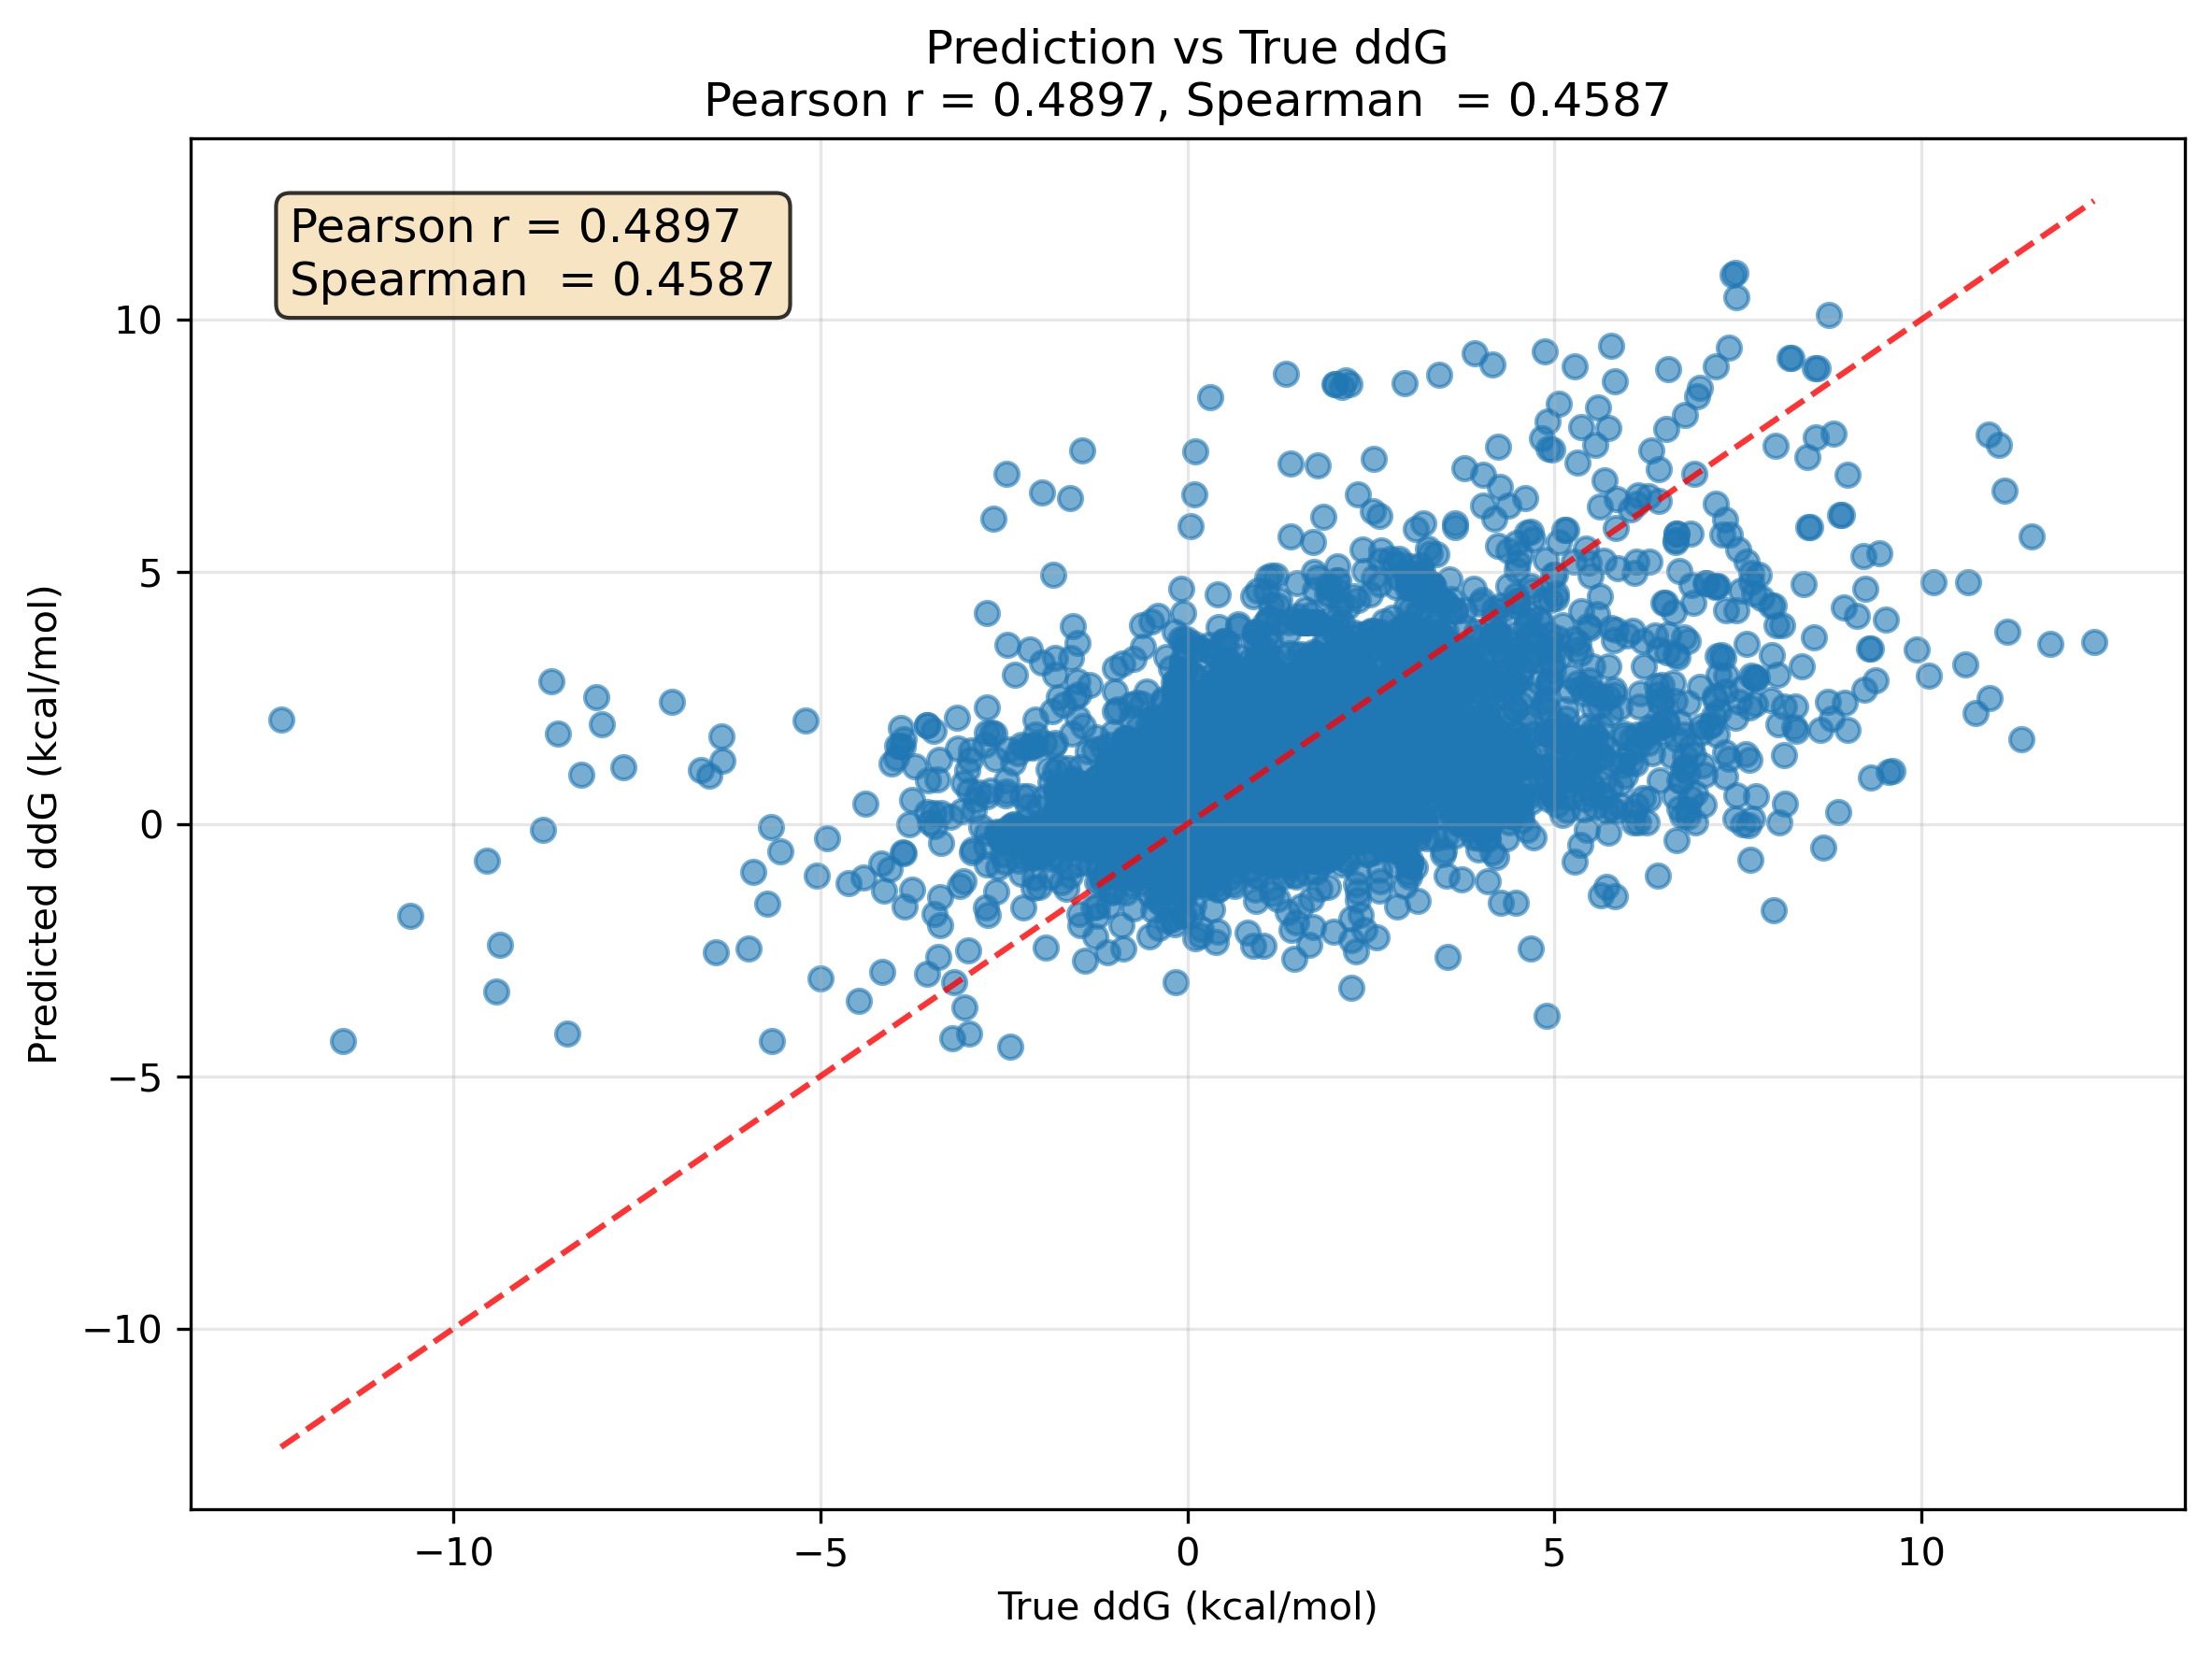 Prediction vs True ddG
Pearson r = 0.4897, Spearman  = 0.4587
Pearson r = 0.4897
Spearman  = 0.4587
10
5
0
−5
−10
Predicted ddG (kcal/mol)
−10
−5
0
5
10
True ddG (kcal/mol)